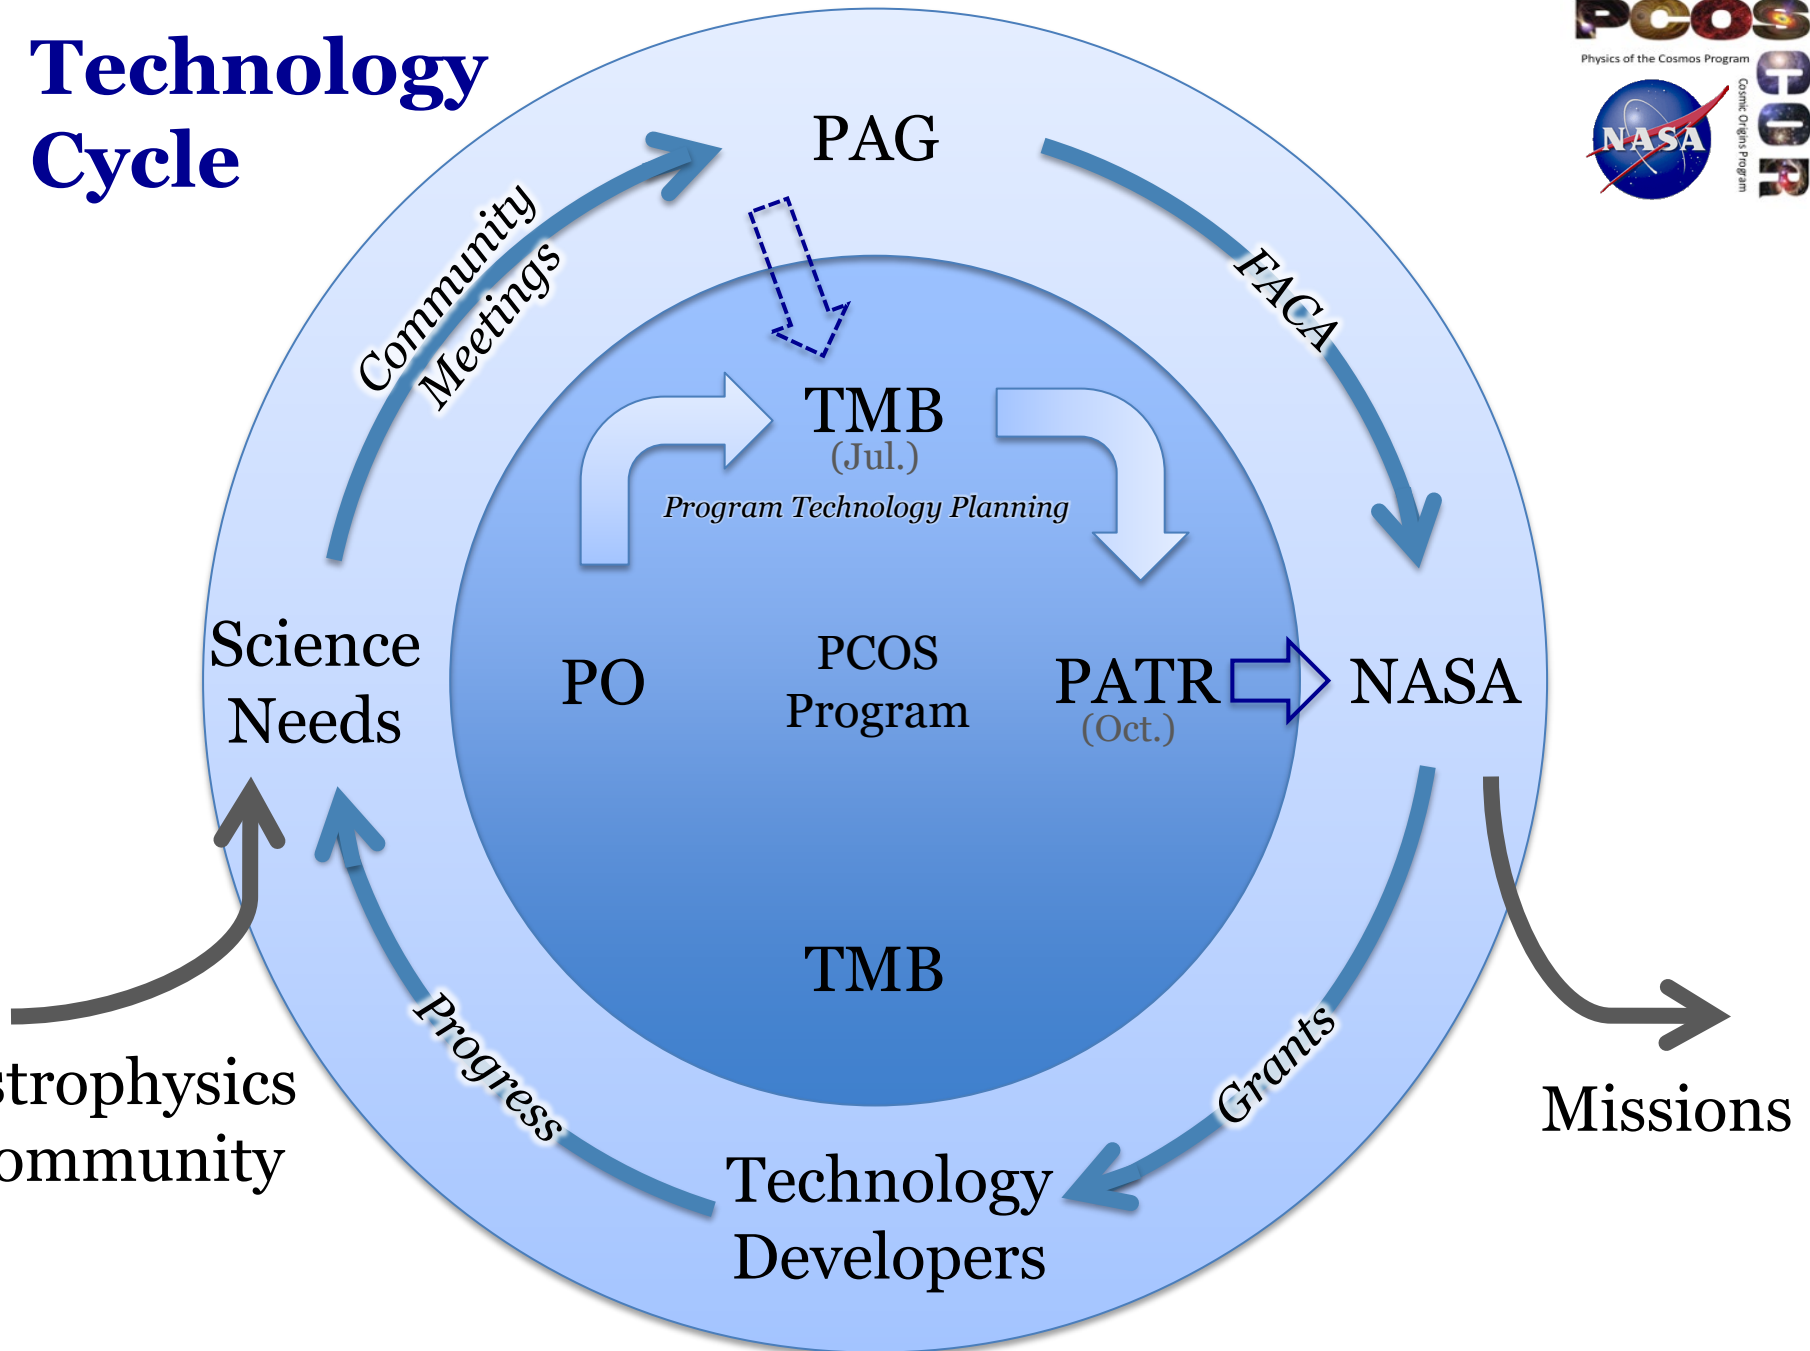 Technology
Cycle
PCOS
Physics of the Cosmos Program
COR
Cosmic Origins Program
NASA
PAG
Community
Meetings
FACA
TMB
(Jul.)
Program Technology Planning
Science
Needs
PO
PCOS
Program
PATR
(Oct.)
NASA
TMB
Progress
Grants
strophysics
ommunity
Technology
Developers
Missions